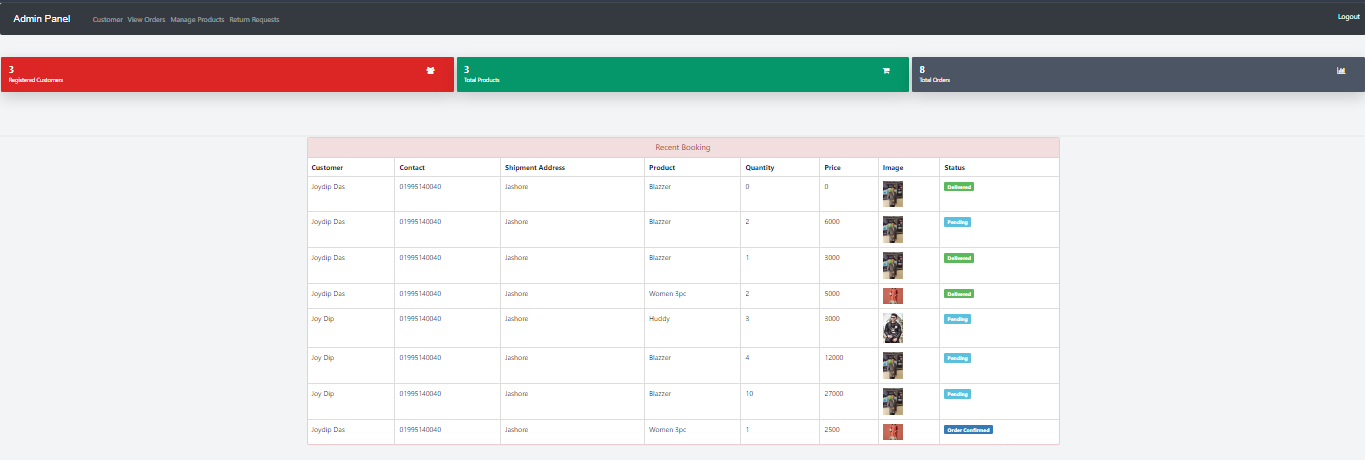 Admin Panel Customer View Orders Manage Products Return Requests Logout
3
Registered Customers
3
Total Products
8
Total Orders
Recent Booking
Customer Contact Shipment Address Product Quantity Price Image Status
Joydip Das 01995140040 Jashore Blazzer 0 0 Delivered
Joydip Das 01995140040 Jashore Blazzer 2 6000 Pending
Joydip Das 01995140040 Jashore Blazzer 1 3000 Delivered
Joydip Das 01995140040 Jashore Women 3pc 2 5000 Delivered
Joy Dip 01995140040 Jashore Huddy 3 3000 Pending
Joy Dip 01995140040 Jashore Blazzer 4 12000 Pending
Joy Dip 01995140040 Jashore Blazzer 10 27000 Pending
Joydip Das 01995140040 Jashore Women 3pc 1 2500 Order Confirmed